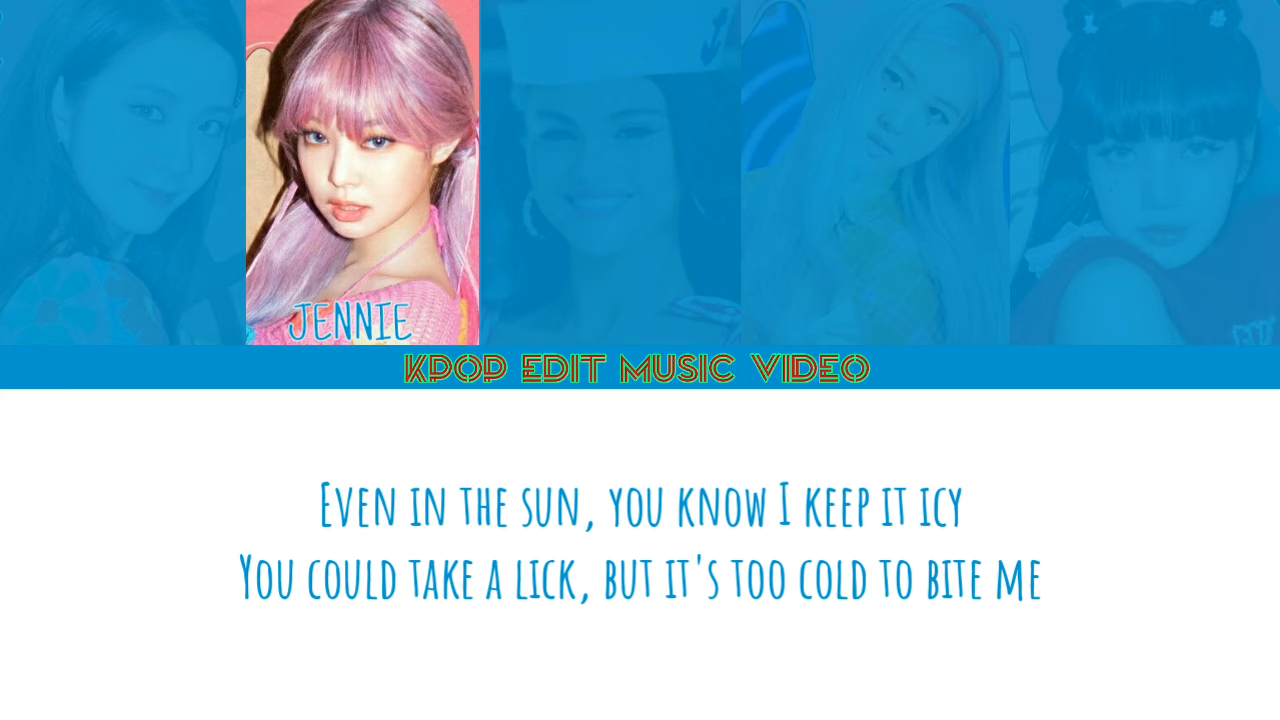 JENNIE
KPOP EDIT MUSIC VIDEO
Even in the sun, you know I keep it icy
You could take a lick, but it's too cold to bite me